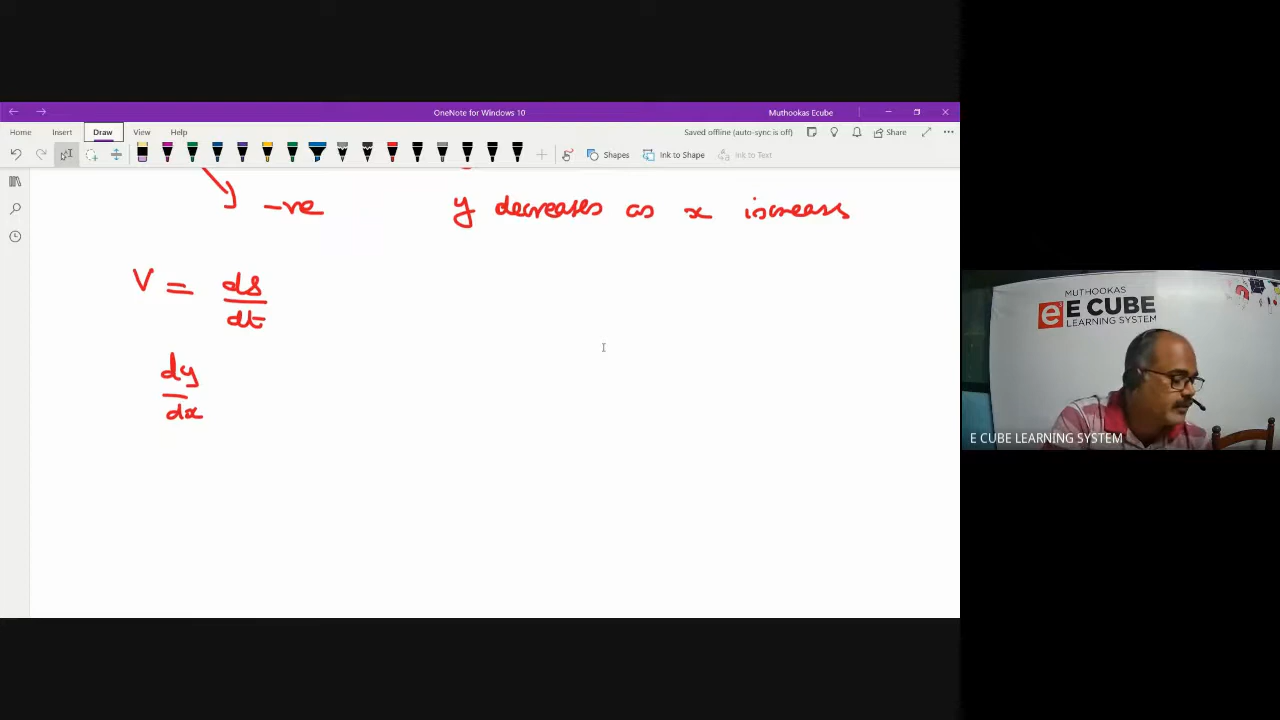 OneNote for Windows 10
Muthookas Ecube
Home Insert Draw View Help
Saved offline (auto-sync is off)
Share
Shapes
Ink to Shape
Ink to Text
-ve
y decreases as x increases
V = ds/dt
dy/dx
MUTHOOKAS
e E CUBE
LEARNING SYSTEM
E CUBE LEARNING SYSTEM